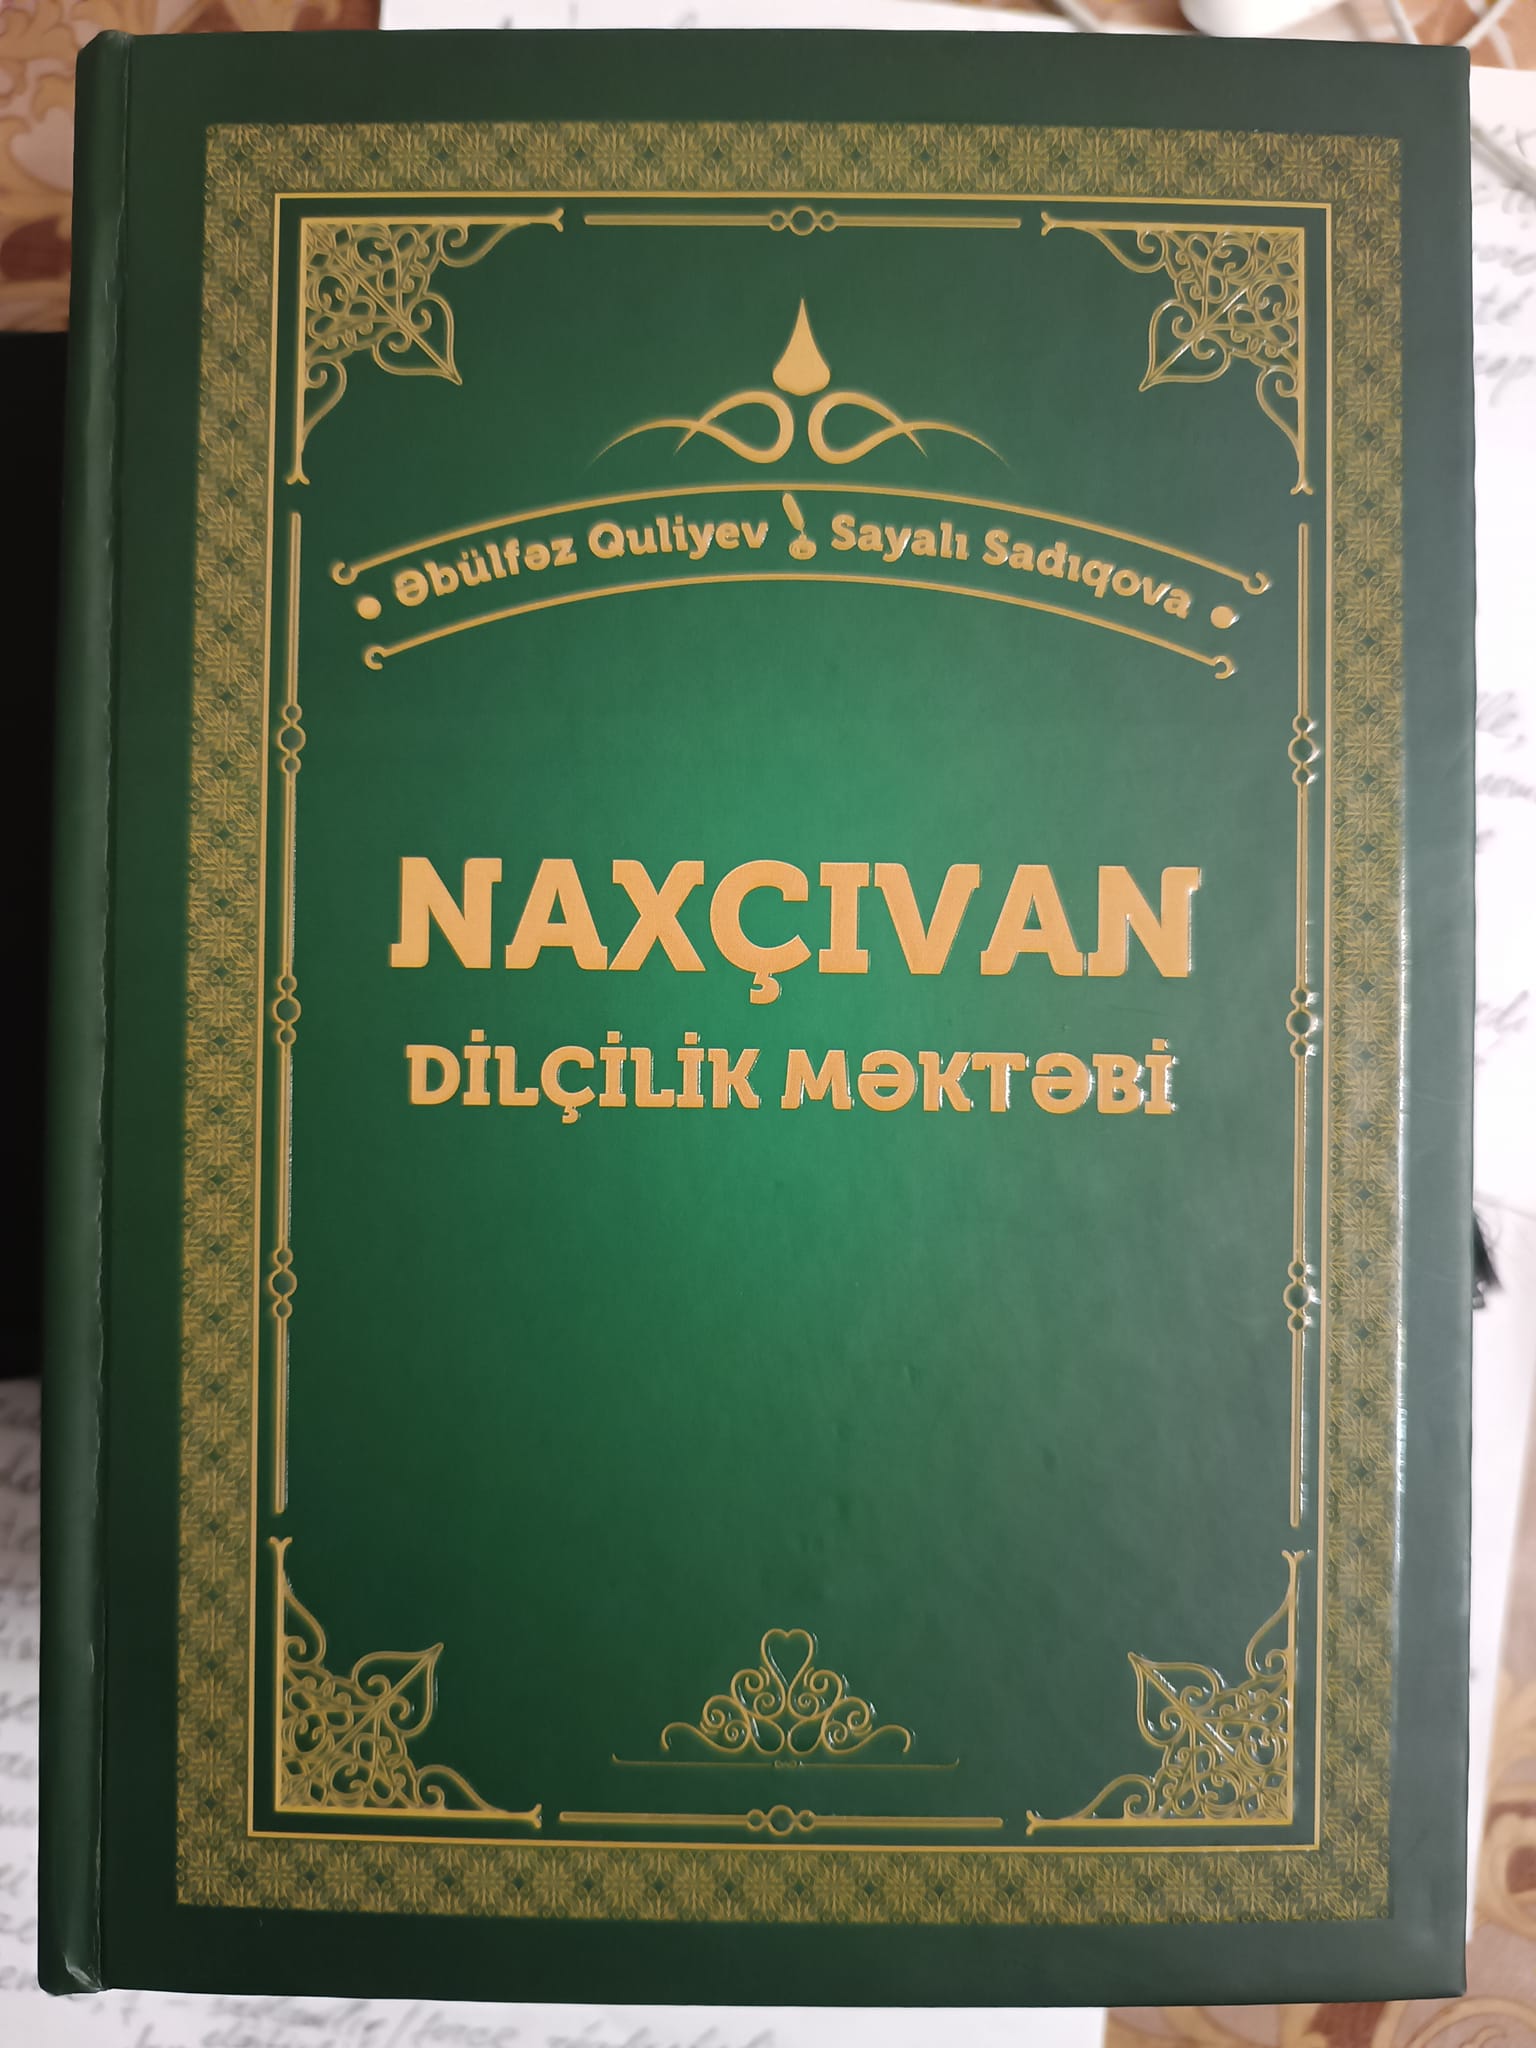 Əbülfəz Quliyev Sayalı Sadıqova
NAXÇIVAN
DİLÇİLİK MƏKTƏBİ